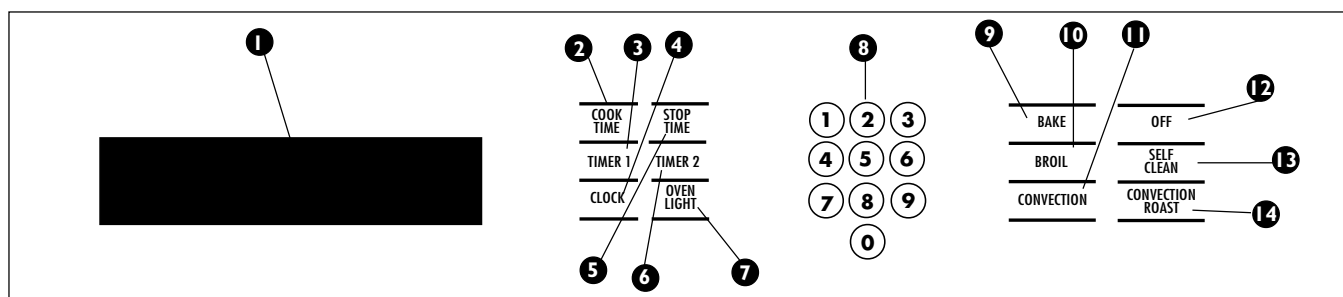 1
2
3
4
8
9
10
11
12
COOK
TIME
STOP
TIME
TIMER 1
TIMER 2
CLOCK
OVEN
LIGHT
5
6
7
1 2 3
4 5 6
7 8 9
0
BAKE
OFF
BROIL
SELF
CLEAN
CONVECTION
CONVECTION
ROAST
13
14